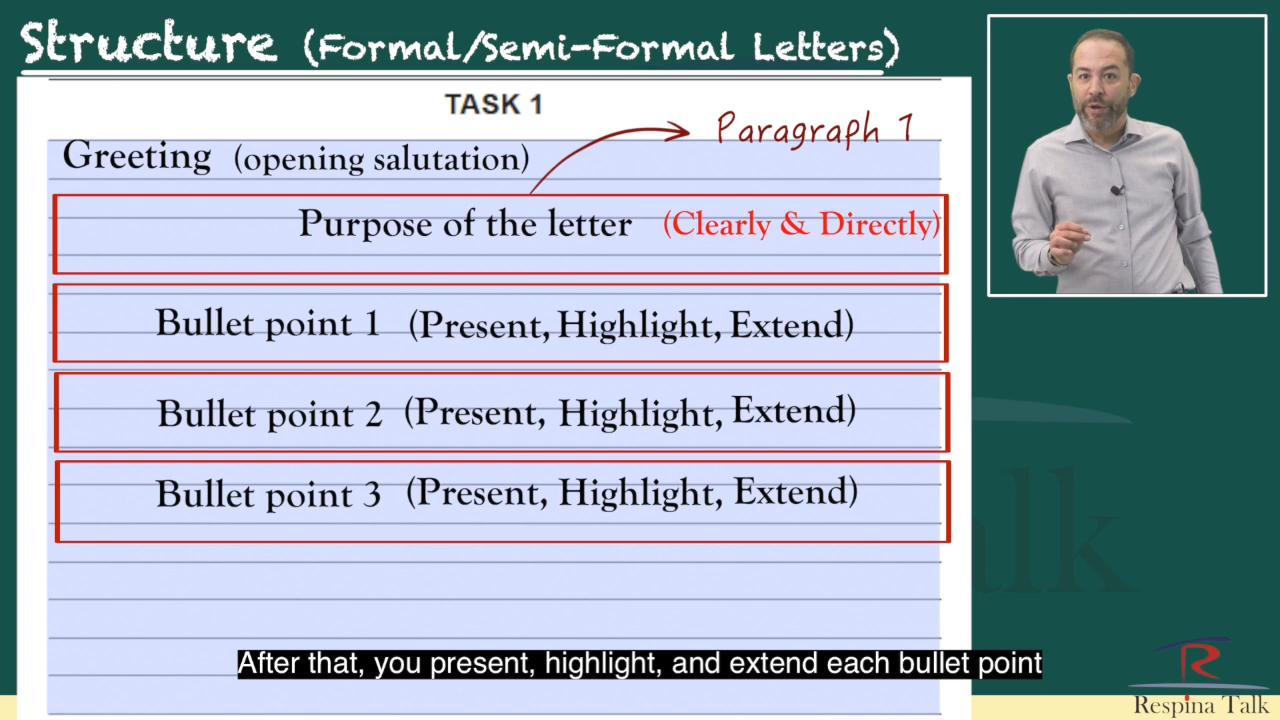 Structure (Formal/Semi-Formal Letters)
TASK 1
Paragraph 1
Greeting (opening salutation)
Purpose of the letter (Clearly & Directly)
Bullet point 1 (Present, Highlight, Extend)
Bullet point 2 (Present, Highlight, Extend)
Bullet point 3 (Present, Highlight, Extend)
alk
After that, you present, highlight, and extend each bullet point
R
Respina Talk